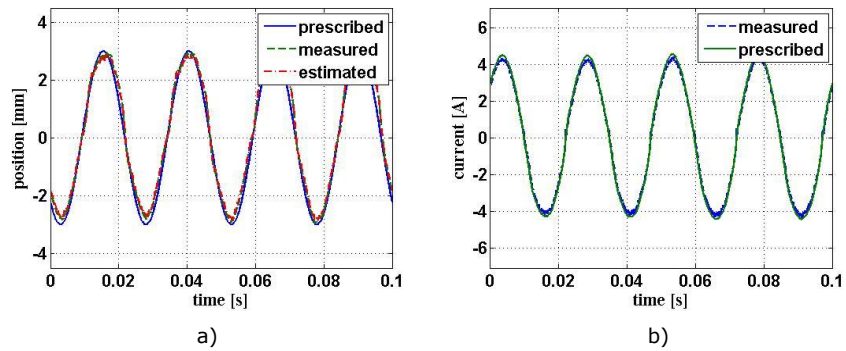 prescribed
measured
estimated
position [mm]
4
2
0
-2
-4
0 0.02 0.04 0.06 0.08 0.1
time [s]
a)
measured
prescribed
current [A]
6
4
2
0
-2
-4
-6
0 0.02 0.04 0.06 0.08 0.1
time [s]
b)